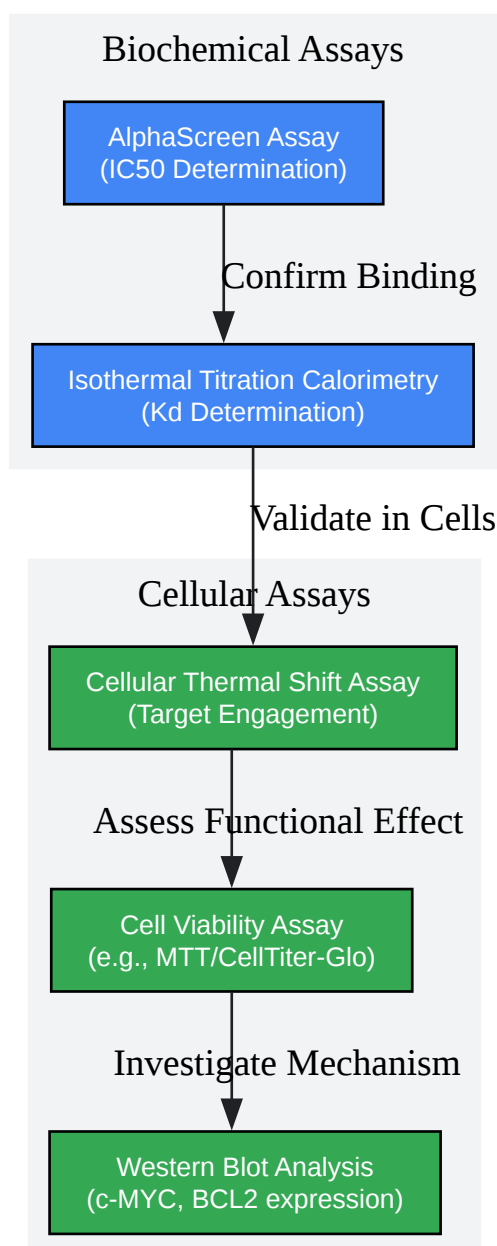 Biochemical Assays
AlphaScreen Assay
(IC50 Determination)
Confirm Binding
Isothermal Titration Calorimetry
(Kd Determination)
Validate in Cells
Cellular Assays
Cellular Thermal Shift Assay
(Target Engagement)
Assess Functional Effect
Cell Viability Assay
(e.g., MTT/CellTiter-Glo)
Investigate Mechanism
Western Blot Analysis
(c-MYC, BCL2 expression)